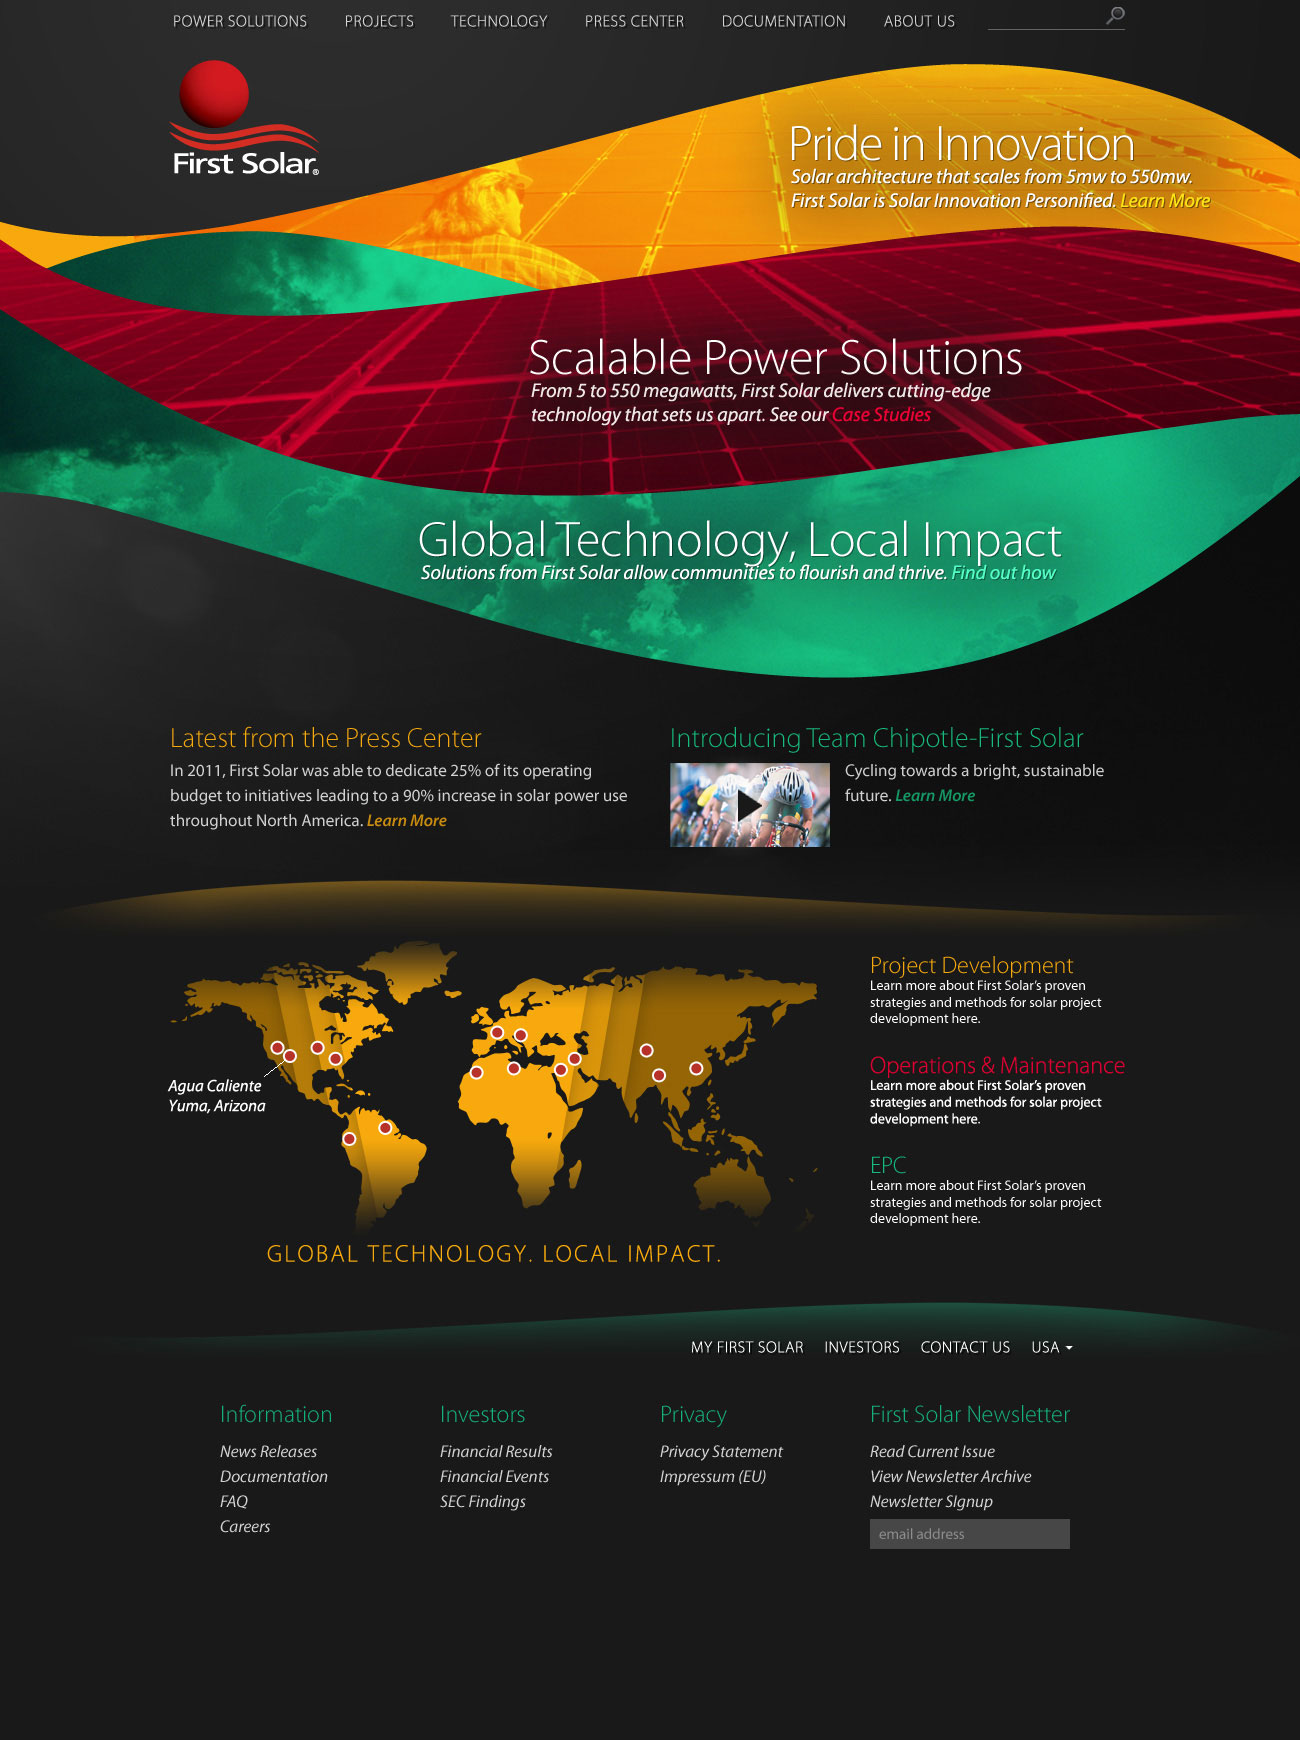 POWER SOLUTIONS PROJECTS TECHNOLOGY PRESS CENTER DOCUMENTATION ABOUT US
First Solar®
Pride in Innovation
Solar architecture that scales from 5mw to 550mw.
First Solar is Solar Innovation Personified. Learn More
Scalable Power Solutions
From 5 to 550 megawatts, First Solar delivers cutting-edge
technology that sets us apart. See our Case Studies
Global Technology, Local Impact
Solutions from First Solar allow communities to flourish and thrive. Find out how
Latest from the Press Center
In 2011, First Solar was able to dedicate 25% of its operating
budget to initiatives leading to a 90% increase in solar power use
throughout North America. Learn More
Introducing Team Chipotle-First Solar
Cycling towards a bright, sustainable
future. Learn More
Agua Caliente
Yuma, Arizona
GLOBAL TECHNOLOGY. LOCAL IMPACT.
Project Development
Learn more about First Solar's proven
strategies and methods for solar project
development here.
Operations & Maintenance
Learn more about First Solar's proven
strategies and methods for solar project
development here.
EPC
Learn more about First Solar's proven
strategies and methods for solar project
development here.
MY FIRST SOLAR INVESTORS CONTACT US USA
Information
News Releases
Documentation
FAQ
Careers
Investors
Financial Results
Financial Events
SEC Findings
Privacy
Privacy Statement
Impressum (EU)
First Solar Newsletter
Read Current Issue
View Newsletter Archive
Newsletter SIgnup
email address